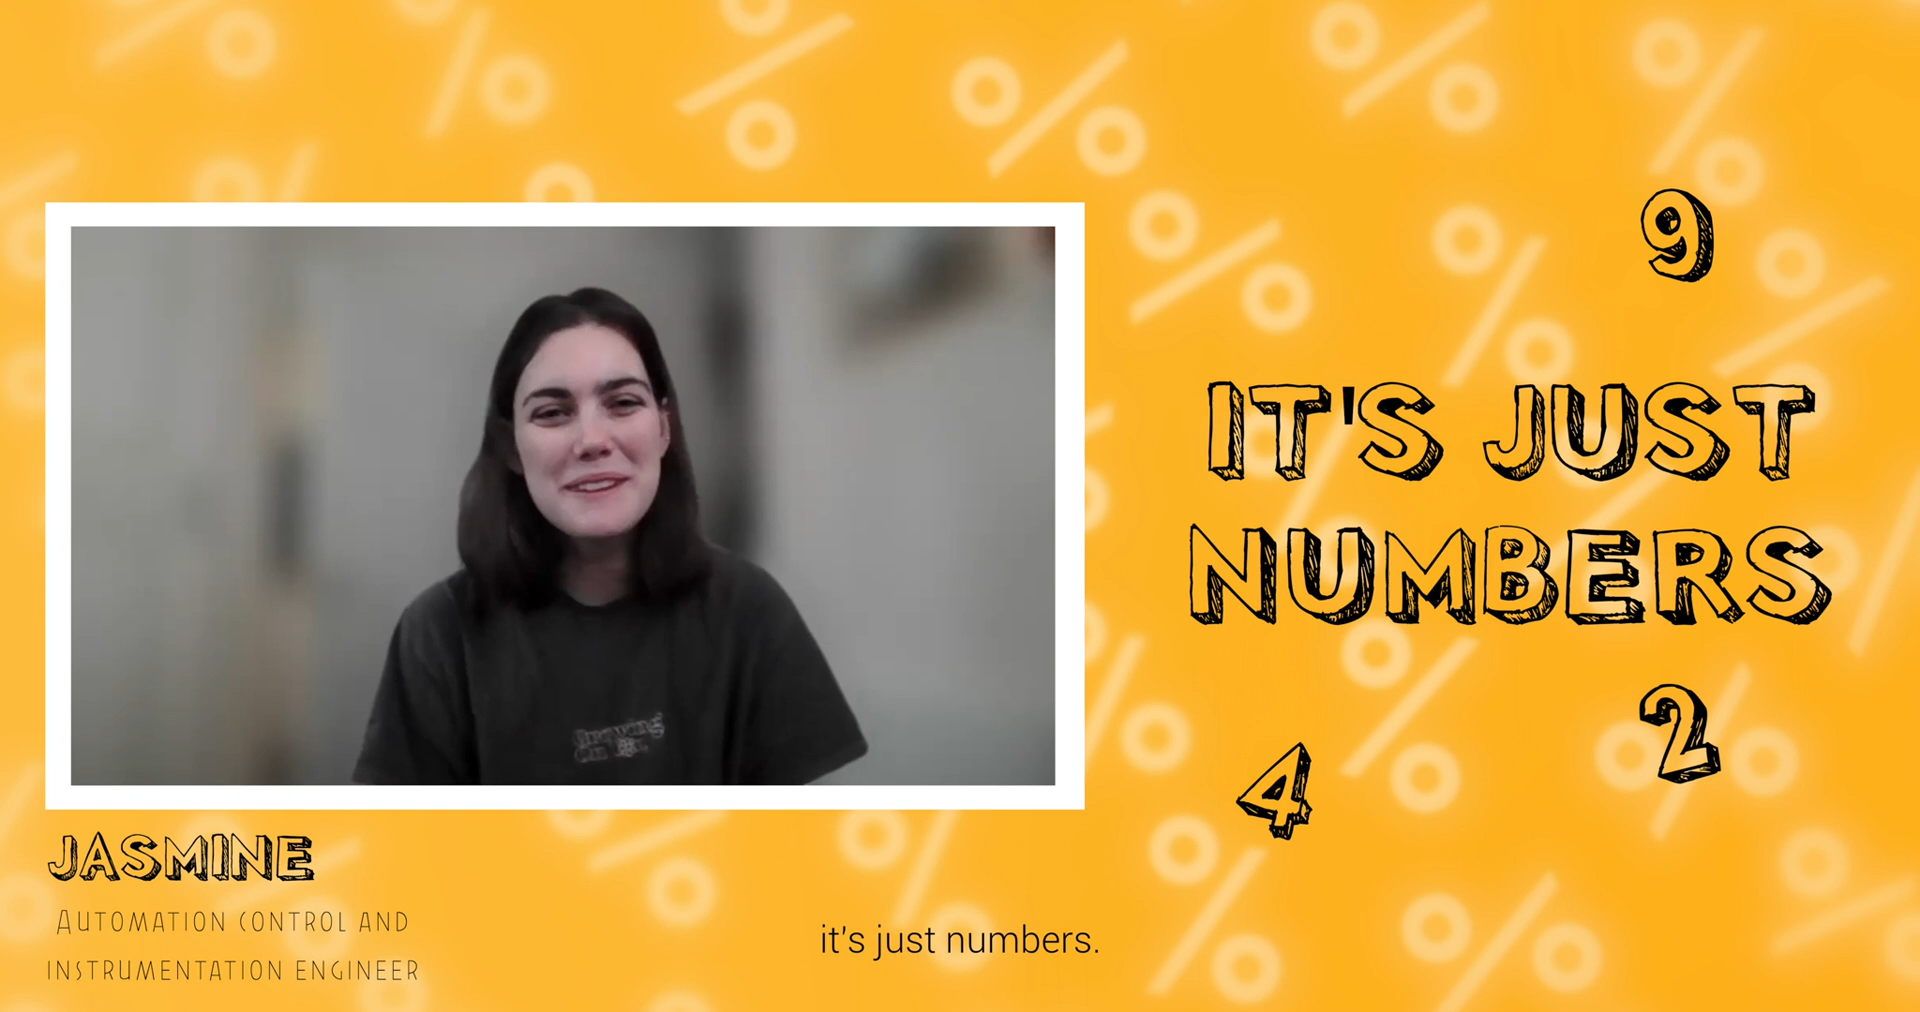 9
IT'S JUST
NUMBERS
2
4
JASMINE
AUTOMATION CONTROL AND
INSTRUMENTATION ENGINEER
it's just numbers.